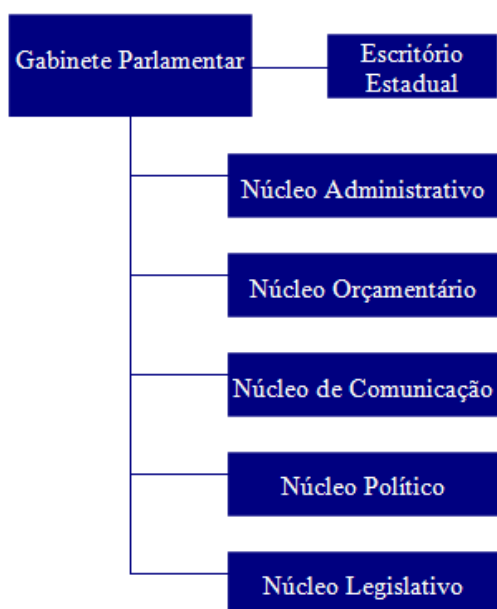 Gabinete Parlamentar
Escritório
Estadual
Núcleo Administrativo
Núcleo Orçamentário
Núcleo de Comunicação
Núcleo Político
Núcleo Legislativo